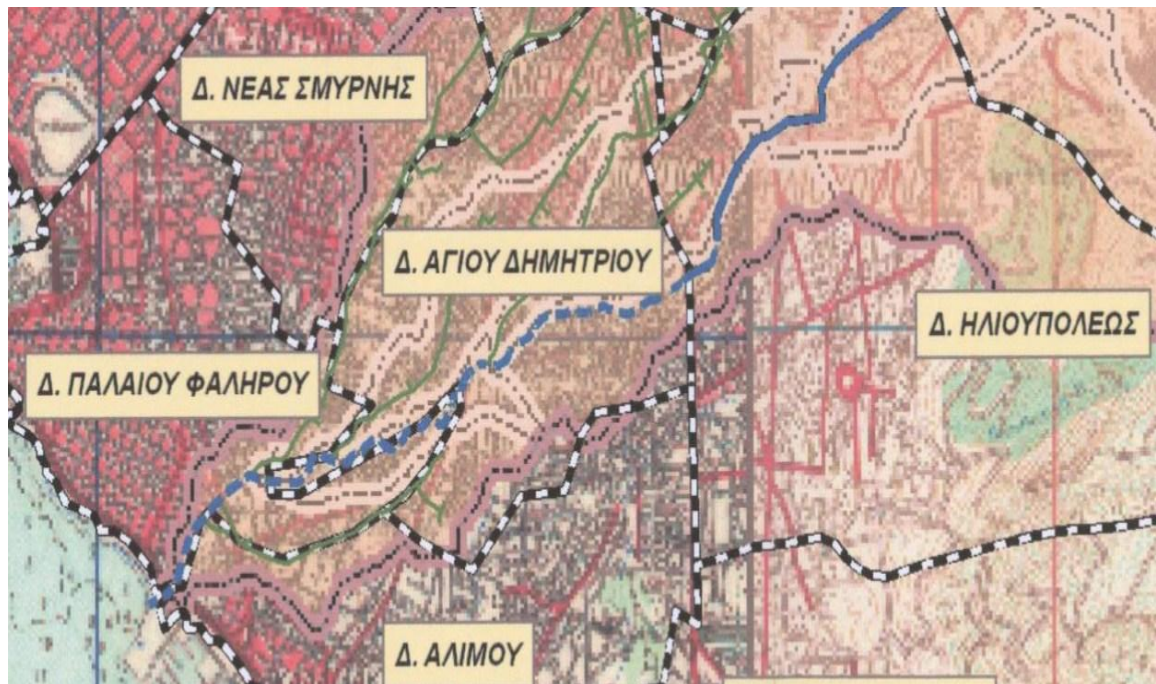 Δ. ΝΕΑΣ ΣΜΥΡΝΗΣ
Δ. ΑΓΙΟΥ ΔΗΜΗΤΡΙΟΥ
Δ. ΗΛΙΟΥΠΟΛΕΩΣ
Δ. ΠΑΛΑΙΟΥ ΦΑΛΗΡΟΥ
Δ. ΑΛΙΜΟΥ